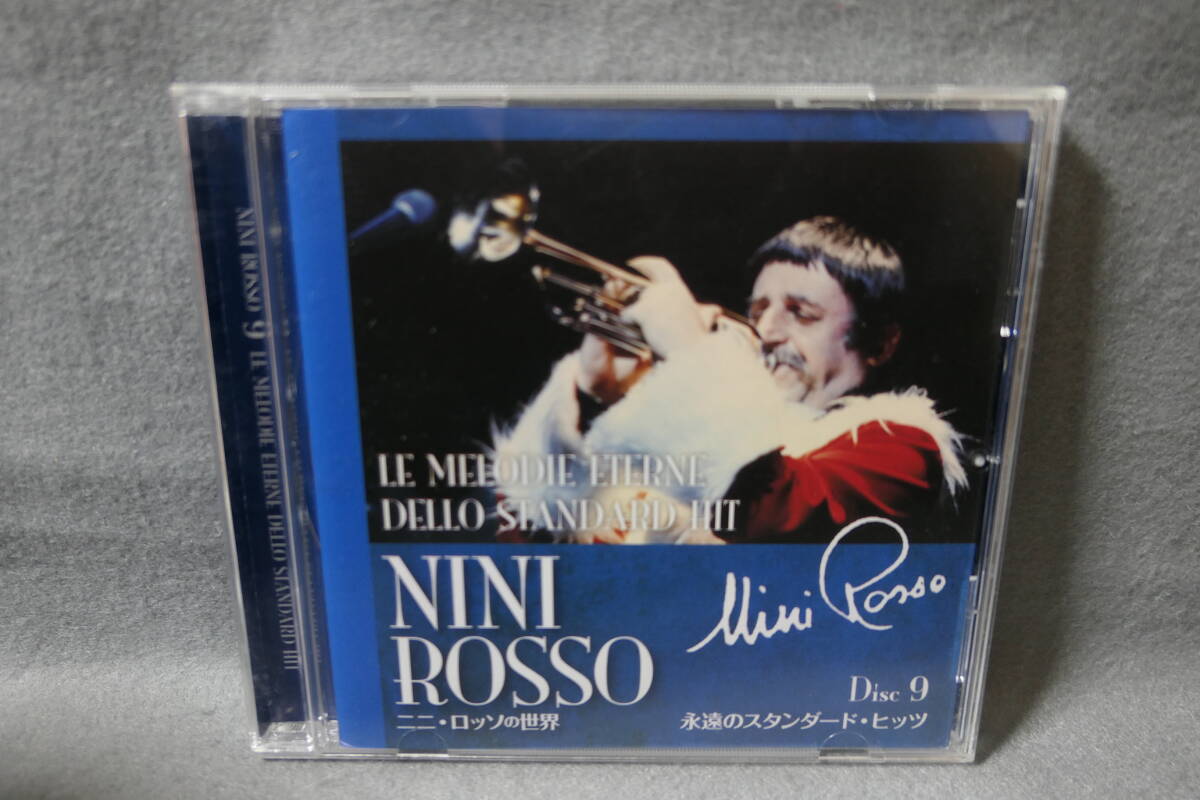 NINI ROSSO 9 LE MELODIE ETERNE DELLO STANDARD HIT
LE MELODIE ETERNE
DELLO STANDARD HIT
NINI
ROSSO
Nini Rosso
Disc 9
ニニ・ロッソの世界
永遠のスタンダード・ヒッツ